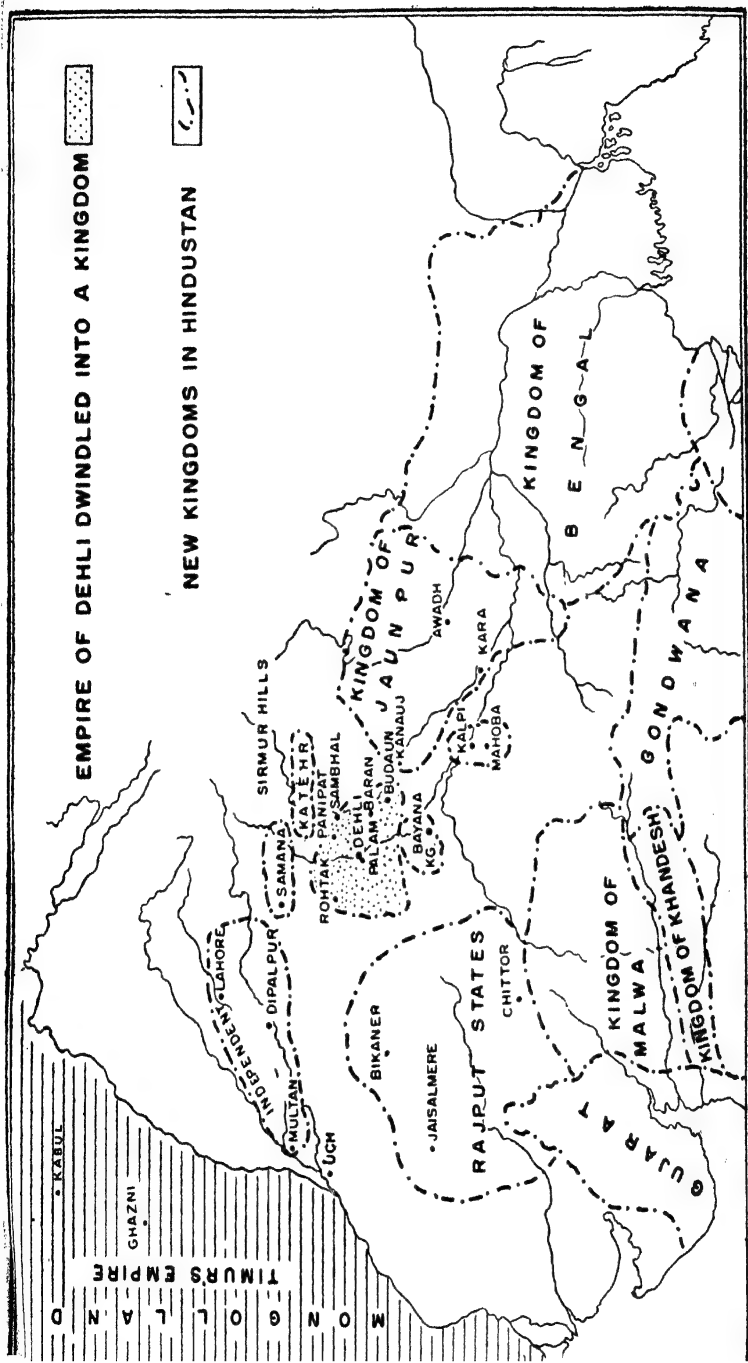 EMPIRE OF DEHLI DWINDLED INTO A KINGDOM
NEW KINGDOMS IN HINDUSTAN
MONGOL LAND
TIMUR'S EMPIRE
KABUL
GHAZNI
INDEPENDENT
LAHORE
DIPALPUR
MULTAN
UCH
SIRMUR HILLS
SAMANA
KATEHR
PANIPAT
ROHTAK
SAMBHAL
DEHLI
PALAM
BARAN
BUDAUN
KANAUJ
BAYANA
KG.
KINGDOM OF
JAUNPUR
AWADH
KARA
KALPI
MAHOBA
BIKANER
JAISALMERE
RAJPUT STATES
CHITTOR
KINGDOM OF
BENGAL
KINGDOM OF
MALWA
KINGDOM OF KHANDESH
GONDWANA
GUJARAT